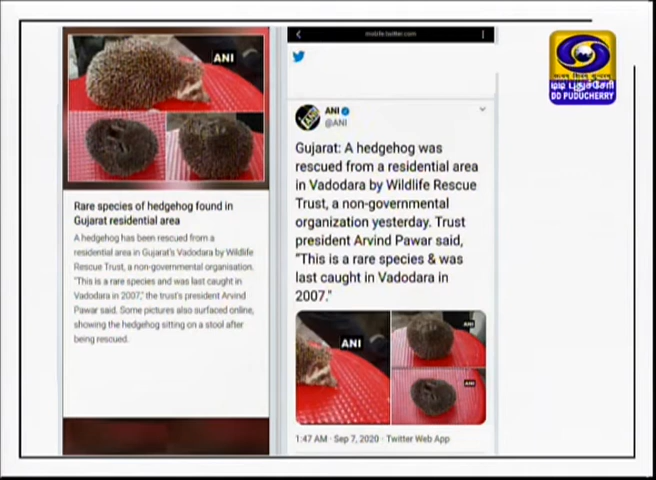 ANI
Rare species of hedgehog found in
Gujarat residential area
A hedgehog has been rescued from a
residential area in Gujarat's Vadodara by Wildlife
Rescue Trust, a non-governmental organisation.
"This is a rare species and was last caught in
Vadodara in 2007," the trust's president Arvind
Pawar said. Some pictures also surfaced online,
showing the hedgehog sitting on a stool after
being rescued.
mobile.twitter.com
ANI
@ANI
Gujarat: A hedgehog was
rescued from a residential area
in Vadodara by Wildlife Rescue
Trust, a non-governmental
organization yesterday. Trust
president Arvind Pawar said,
"This is a rare species & was
last caught in Vadodara in
2007."
ANI
ANI
ANI
1:47 AM · Sep 7, 2020 · Twitter Web App
டிடி புதுச்சேரி
DD PUDUCHERRY